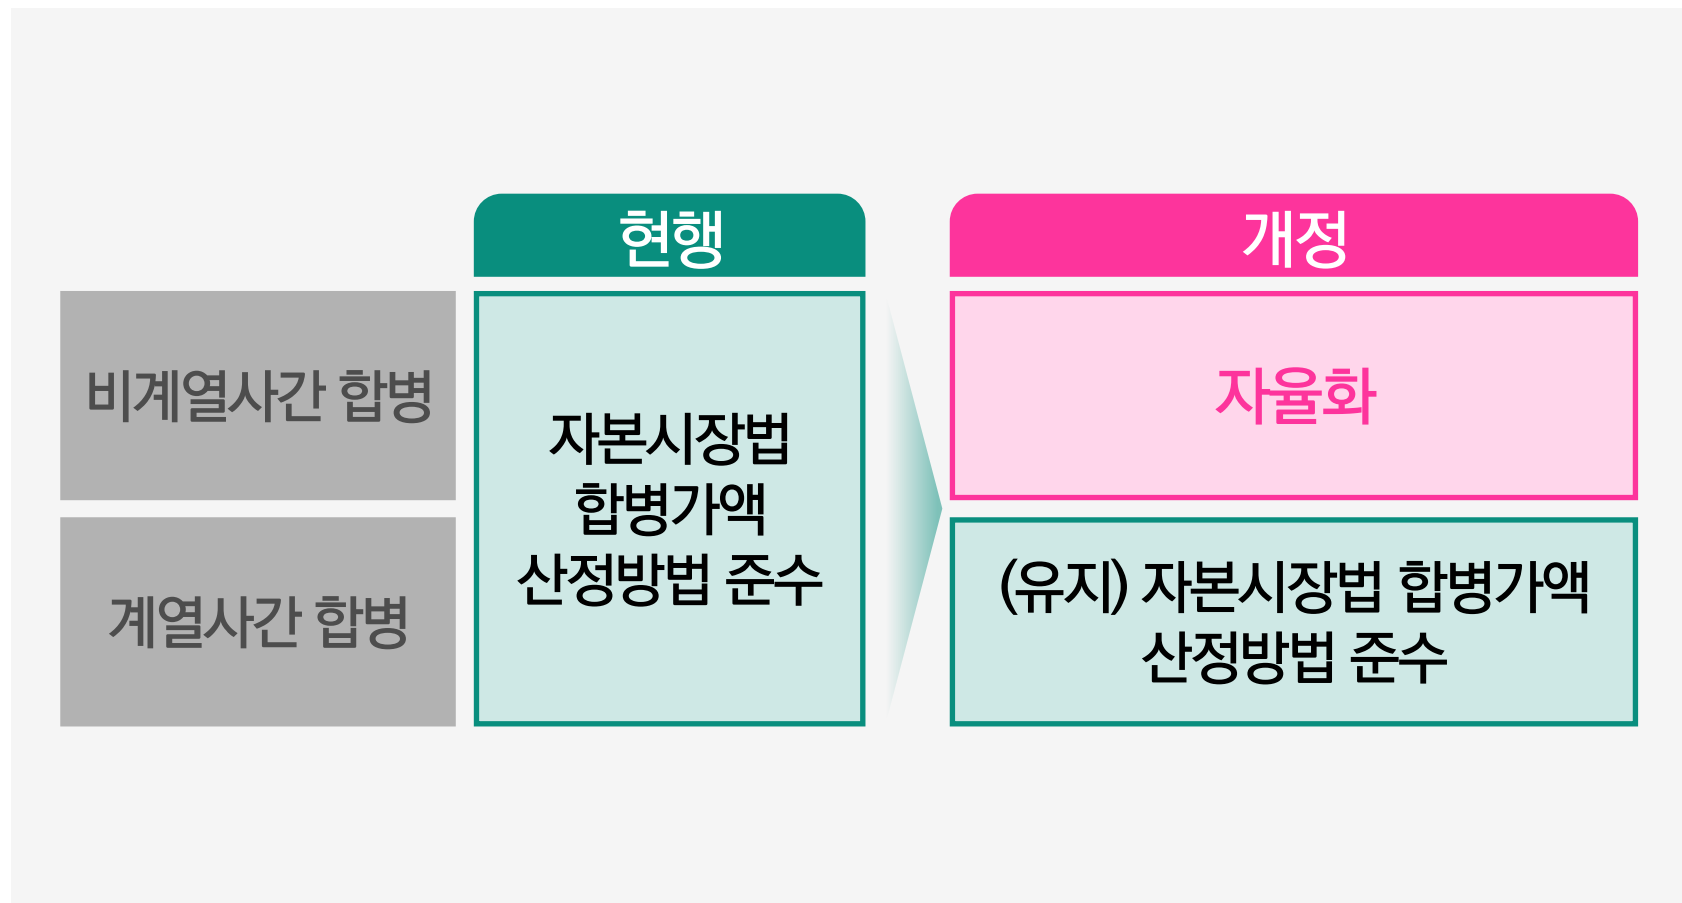 현행
개정
비계열사간 합병
자본시장법
합병가액
산정방법 준수
자율화
계열사간 합병
(유지) 자본시장법 합병가액
산정방법 준수